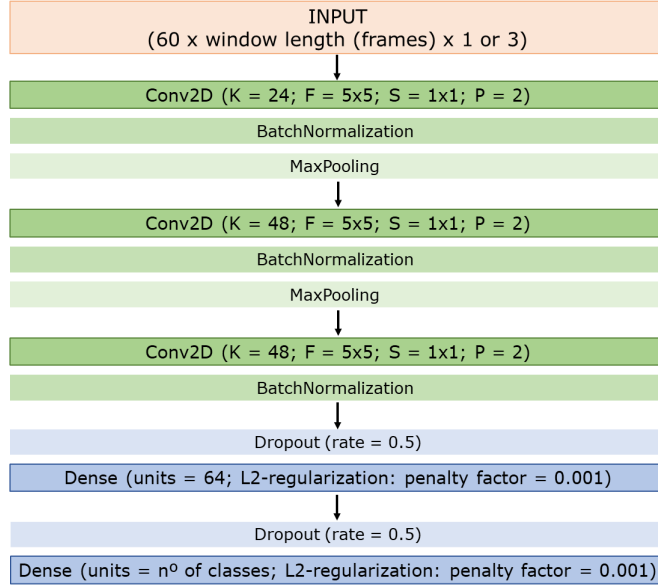 INPUT
(60 x window length (frames) x 1 or 3)
Conv2D (K = 24; F = 5x5; S = 1x1; P = 2)
BatchNormalization
MaxPooling
Conv2D (K = 48; F = 5x5; S = 1x1; P = 2)
BatchNormalization
MaxPooling
Conv2D (K = 48; F = 5x5; S = 1x1; P = 2)
BatchNormalization
Dropout (rate = 0.5)
Dense (units = 64; L2-regularization: penalty factor = 0.001)
Dropout (rate = 0.5)
Dense (units = nº of classes; L2-regularization: penalty factor = 0.001)